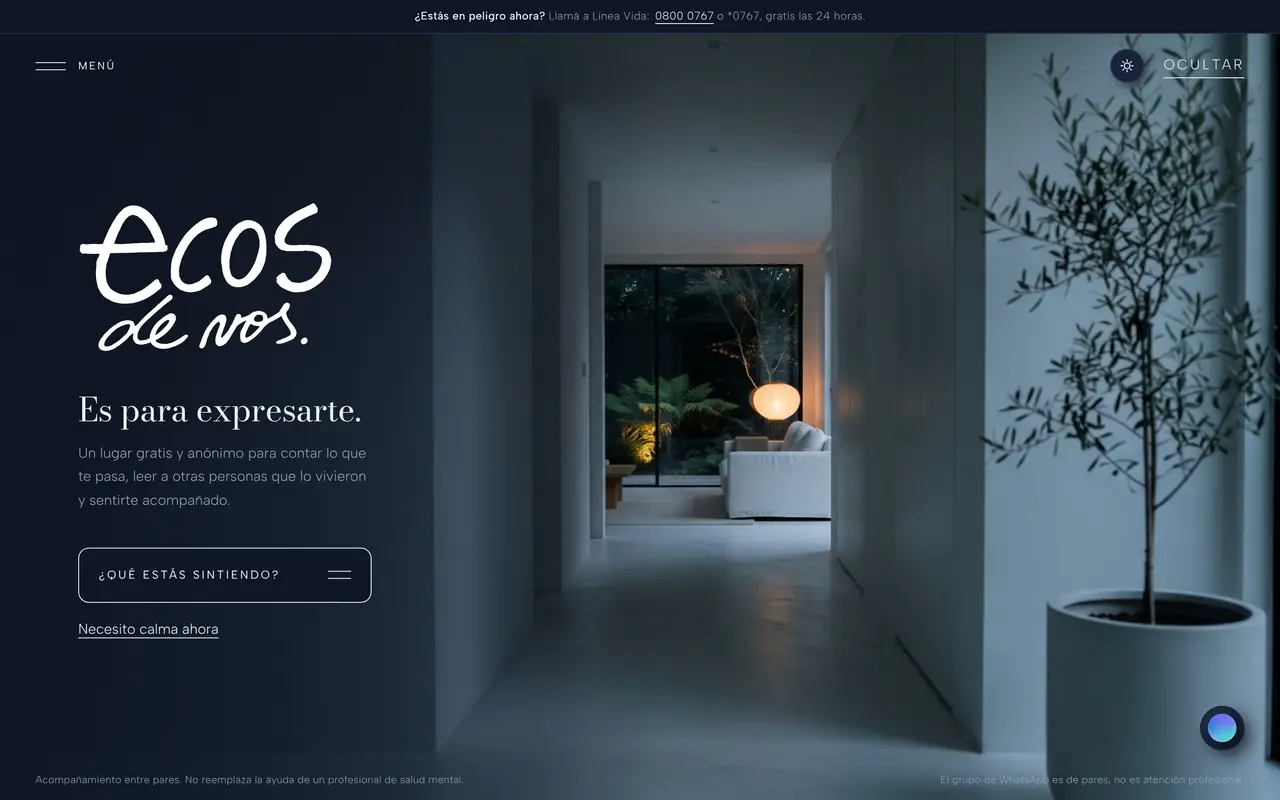 ¿Estás en peligro ahora? Llamá a Línea Vida: 0800 0767 o *0767, gratis las 24 horas.
MENÚ
OCULTAR
ecos
de vos.
Es para expresarte.
Un lugar gratis y anónimo para contar lo que
te pasa, leer a otras personas que lo vivieron
y sentirte acompañado.
¿QUÉ ESTÁS SINTIENDO?
Necesito calma ahora
Acompañamiento entre pares. No reemplaza la ayuda de un profesional de salud mental.
El grupo de WhatsApp es de pares, no es atención profesional.